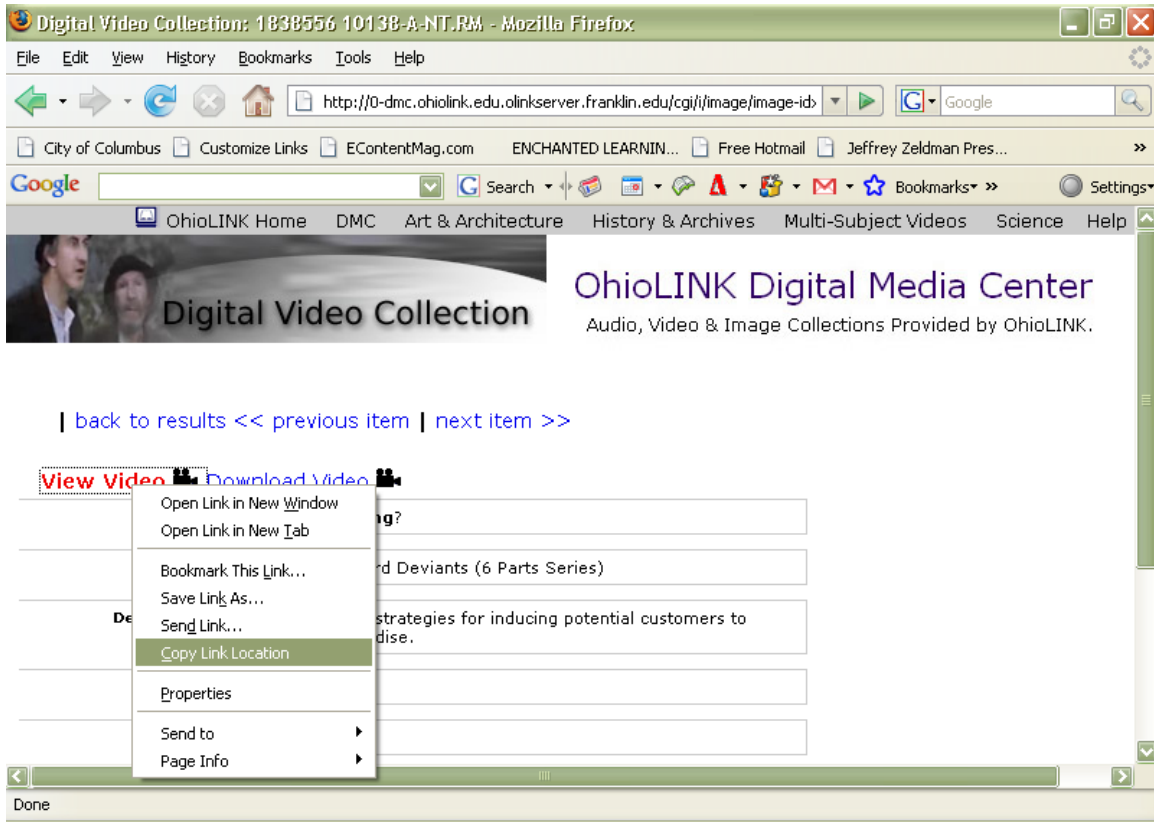 Digital Video Collection: 1838556 10138-A-NT.RM - Mozilla Firefox
File Edit View History Bookmarks Tools Help
http://0-dmc.ohiolink.edu.olinkserver.franklin.edu/cgi/i/image/image-id G Google
City of Columbus Customize Links EContentMag.com ENCHANTED LEARNIN... Free Hotmail Jeffrey Zeldman Pres... »
Google G Search Bookmarks » Settings
OhioLINK Home DMC Art & Architecture History & Archives Multi-Subject Videos Science Help
Digital Video Collection
OhioLINK Digital Media Center
Audio, Video & Image Collections Provided by OhioLINK.
| back to results << previous item | next item >>
View Video Download Video
Open Link in New Window
Open Link in New Tab
Bookmark This Link...
Save Link As...
Send Link...
Copy Link Location
Properties
Send to
Page Info
ng?
rd Deviants (6 Parts Series)
De
strategies for inducing potential customers to
dise.
Done